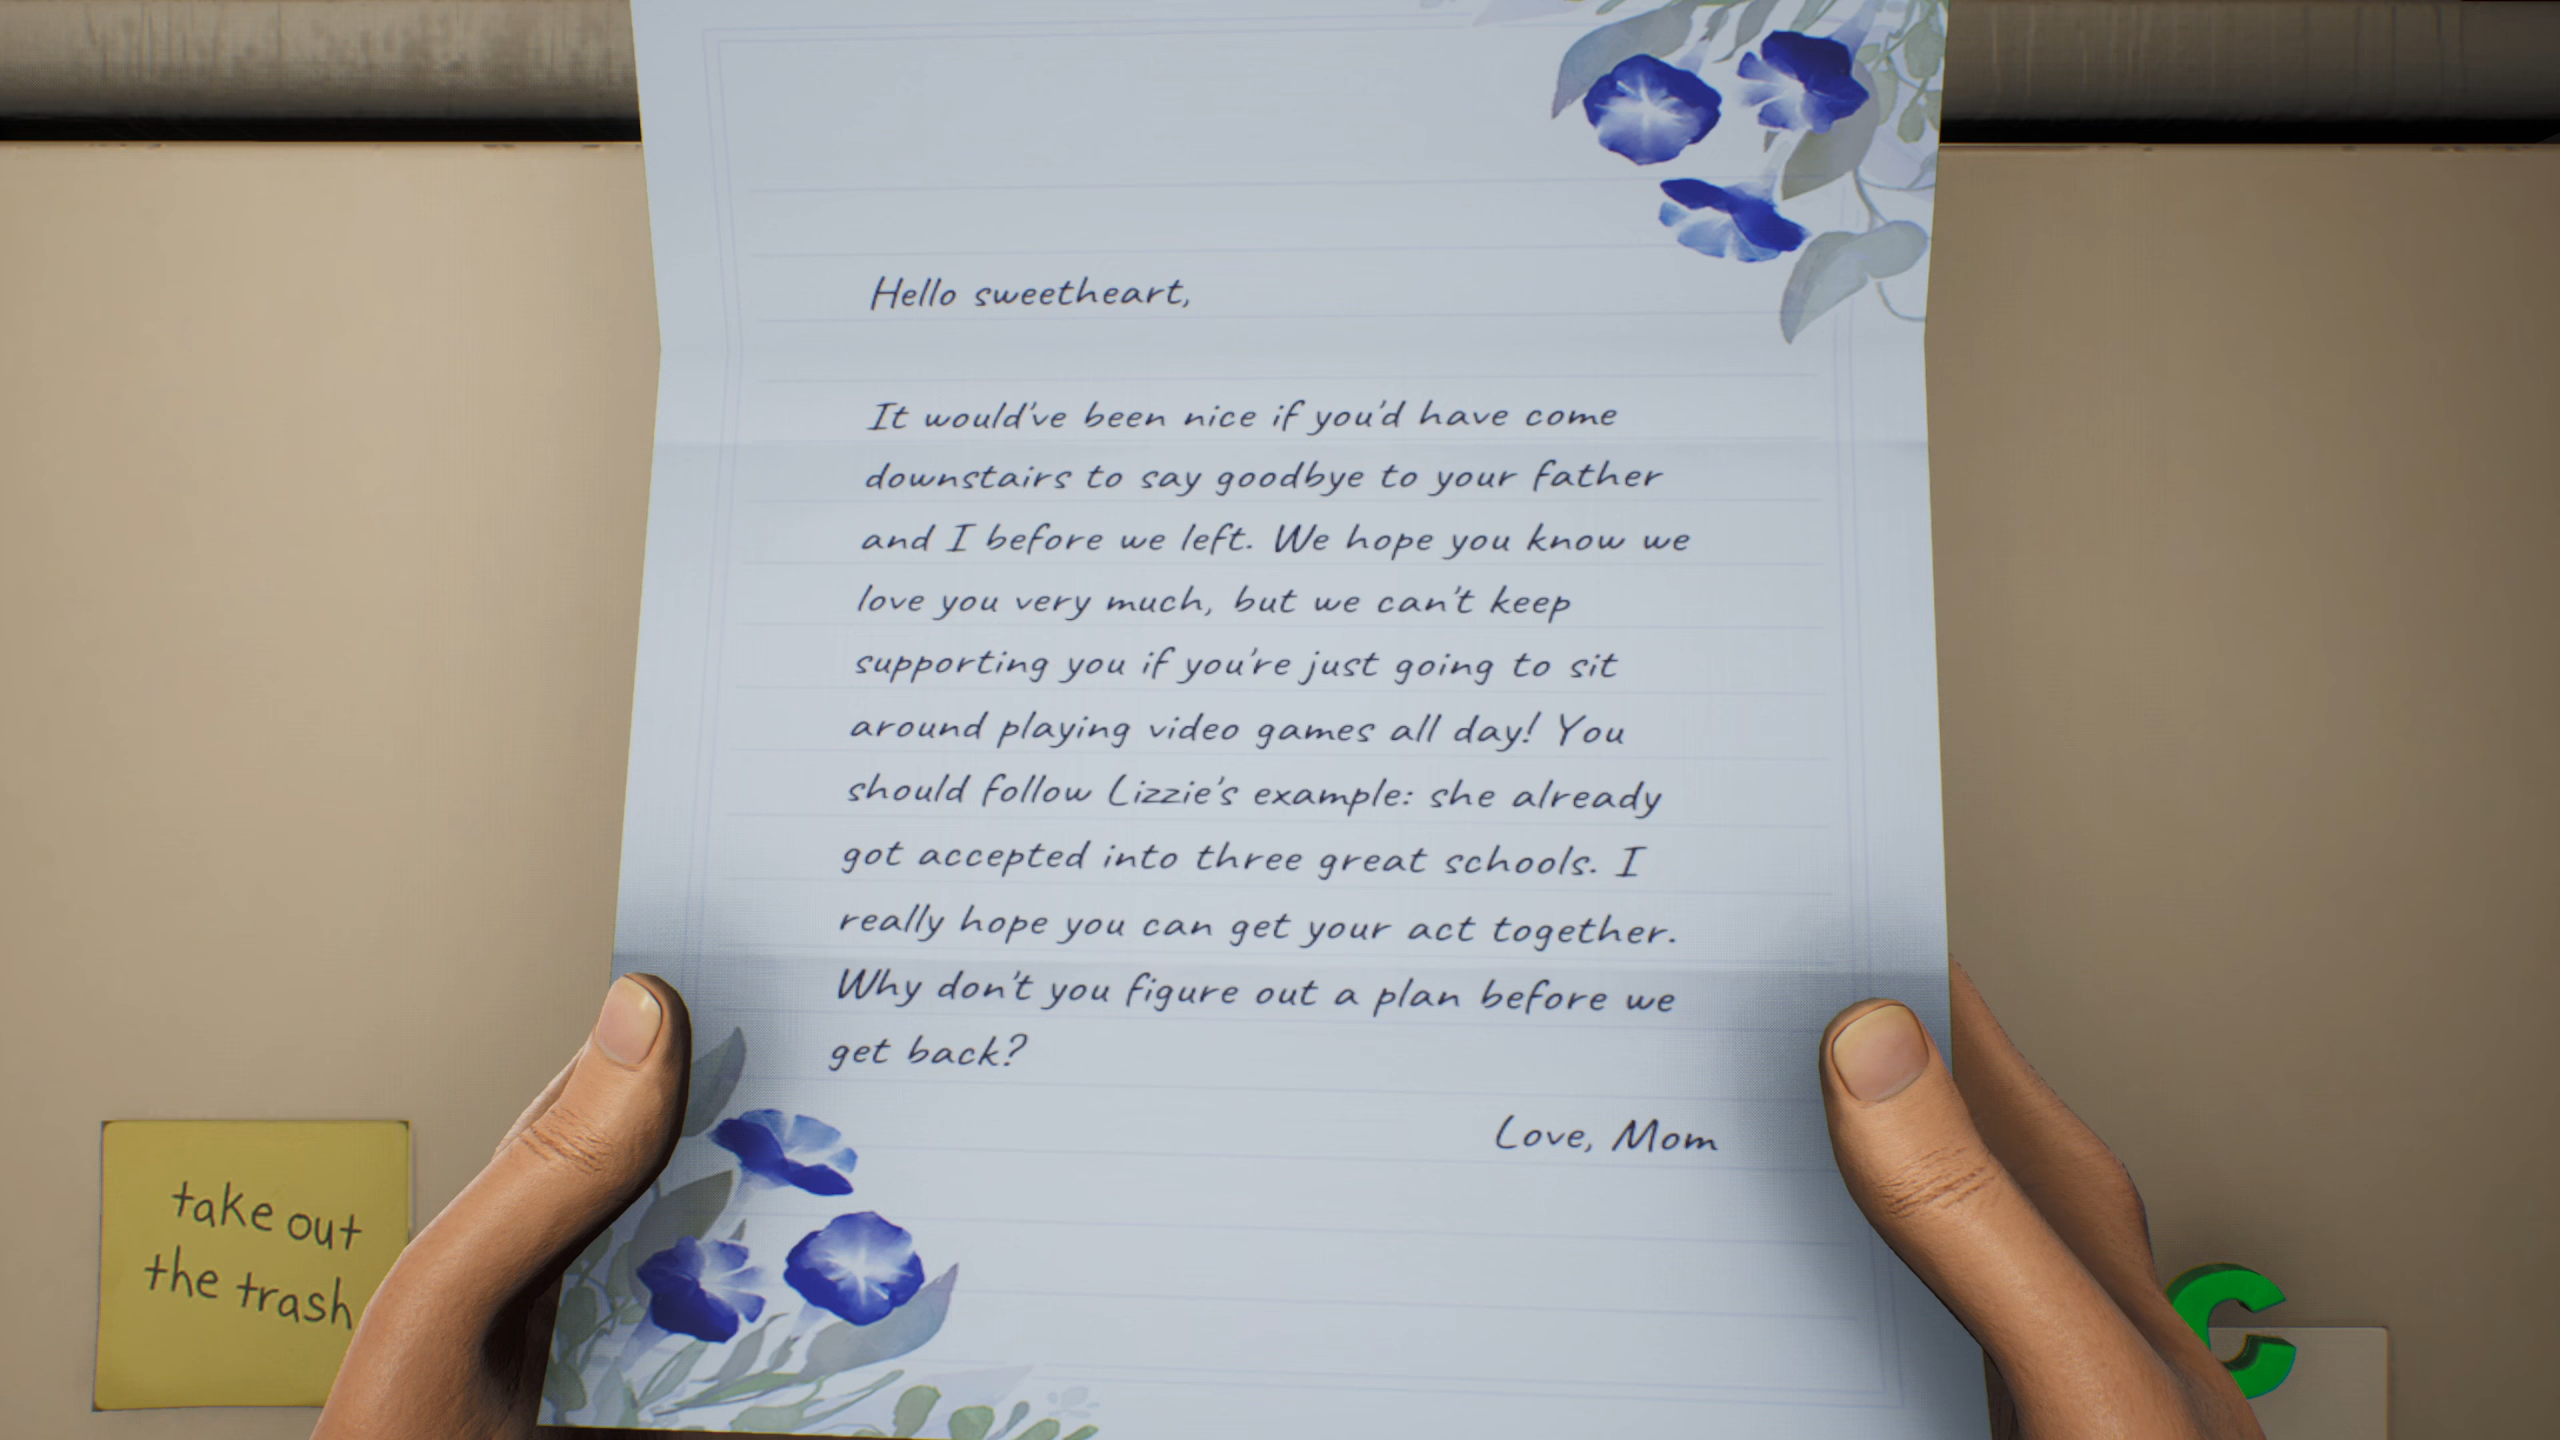 Hello sweetheart,
It would've been nice if you'd have come
downstairs to say goodbye to your father
and I before we left. We hope you know we
love you very much, but we can't keep
supporting you if you're just going to sit
around playing video games all day! You
should follow Lizzie's example: she already
got accepted into three great schools. I
really hope you can get your act together.
Why don't you figure out a plan before we
get back?
Love, Mom
take out
the trash
C